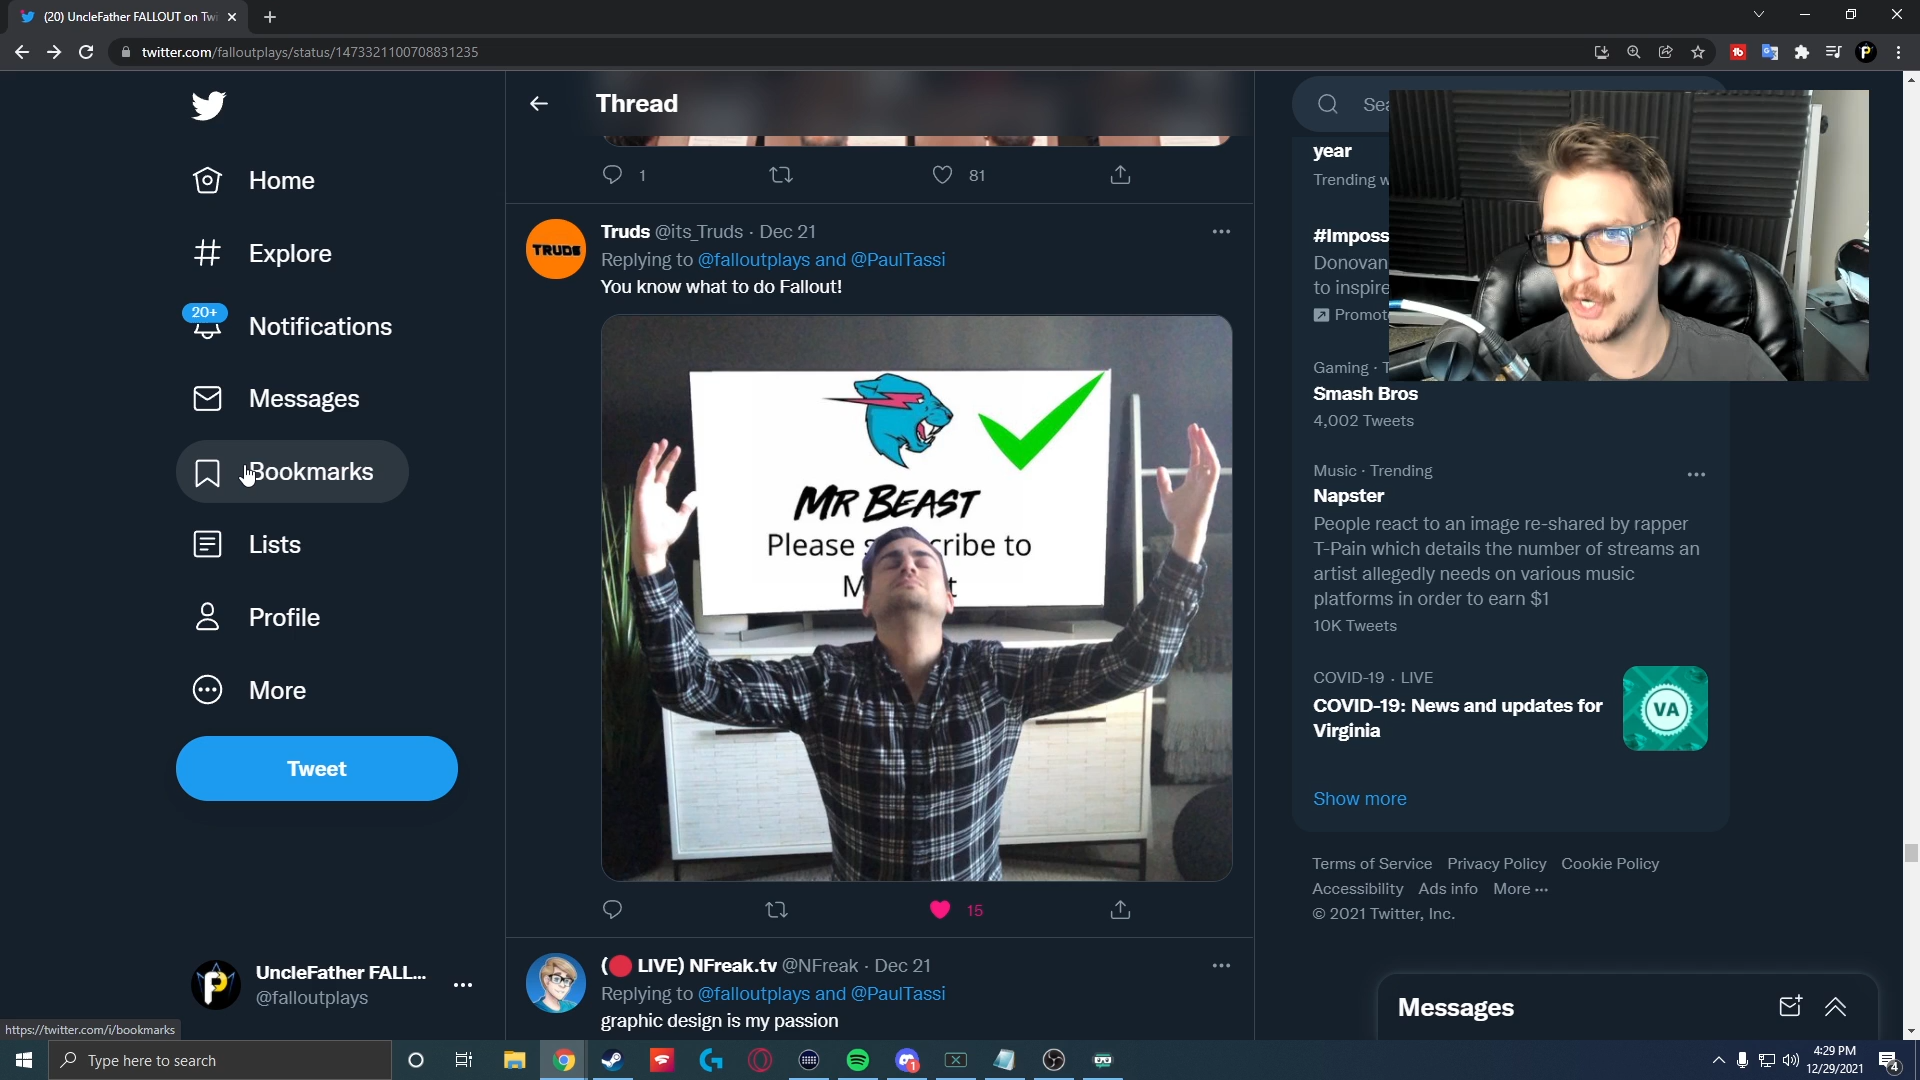 (20) UncleFather FALLOUT on Twi
twitter.com/falloutplays/status/1473321100708831235
Home
Explore
20+
Notifications
Messages
Bookmarks
Lists
Profile
More
Tweet
UncleFather FALL...
@falloutplays
https://twitter.com/i/bookmarks
Thread
1
81
TRUDS
Truds @its_Truds · Dec 21
Replying to @falloutplays and @PaulTassi
You know what to do Fallout!
MR BEAST
Please s cribe to
M t
15
(🔴 LIVE) NFreak.tv @NFreak · Dec 21
Replying to @falloutplays and @PaulTassi
graphic design is my passion
Sea
year
Trending w
#Imposs
Donovan
to inspire
Promot
Gaming · T
Smash Bros
4,002 Tweets
Music · Trending
Napster
People react to an image re-shared by rapper
T-Pain which details the number of streams an
artist allegedly needs on various music
platforms in order to earn $1
10K Tweets
COVID-19 · LIVE
COVID-19: News and updates for
Virginia
VA
Show more
Terms of Service Privacy Policy Cookie Policy
Accessibility Ads info More ···
© 2021 Twitter, Inc.
Messages
Type here to search
1
4:29 PM
12/29/2021
4